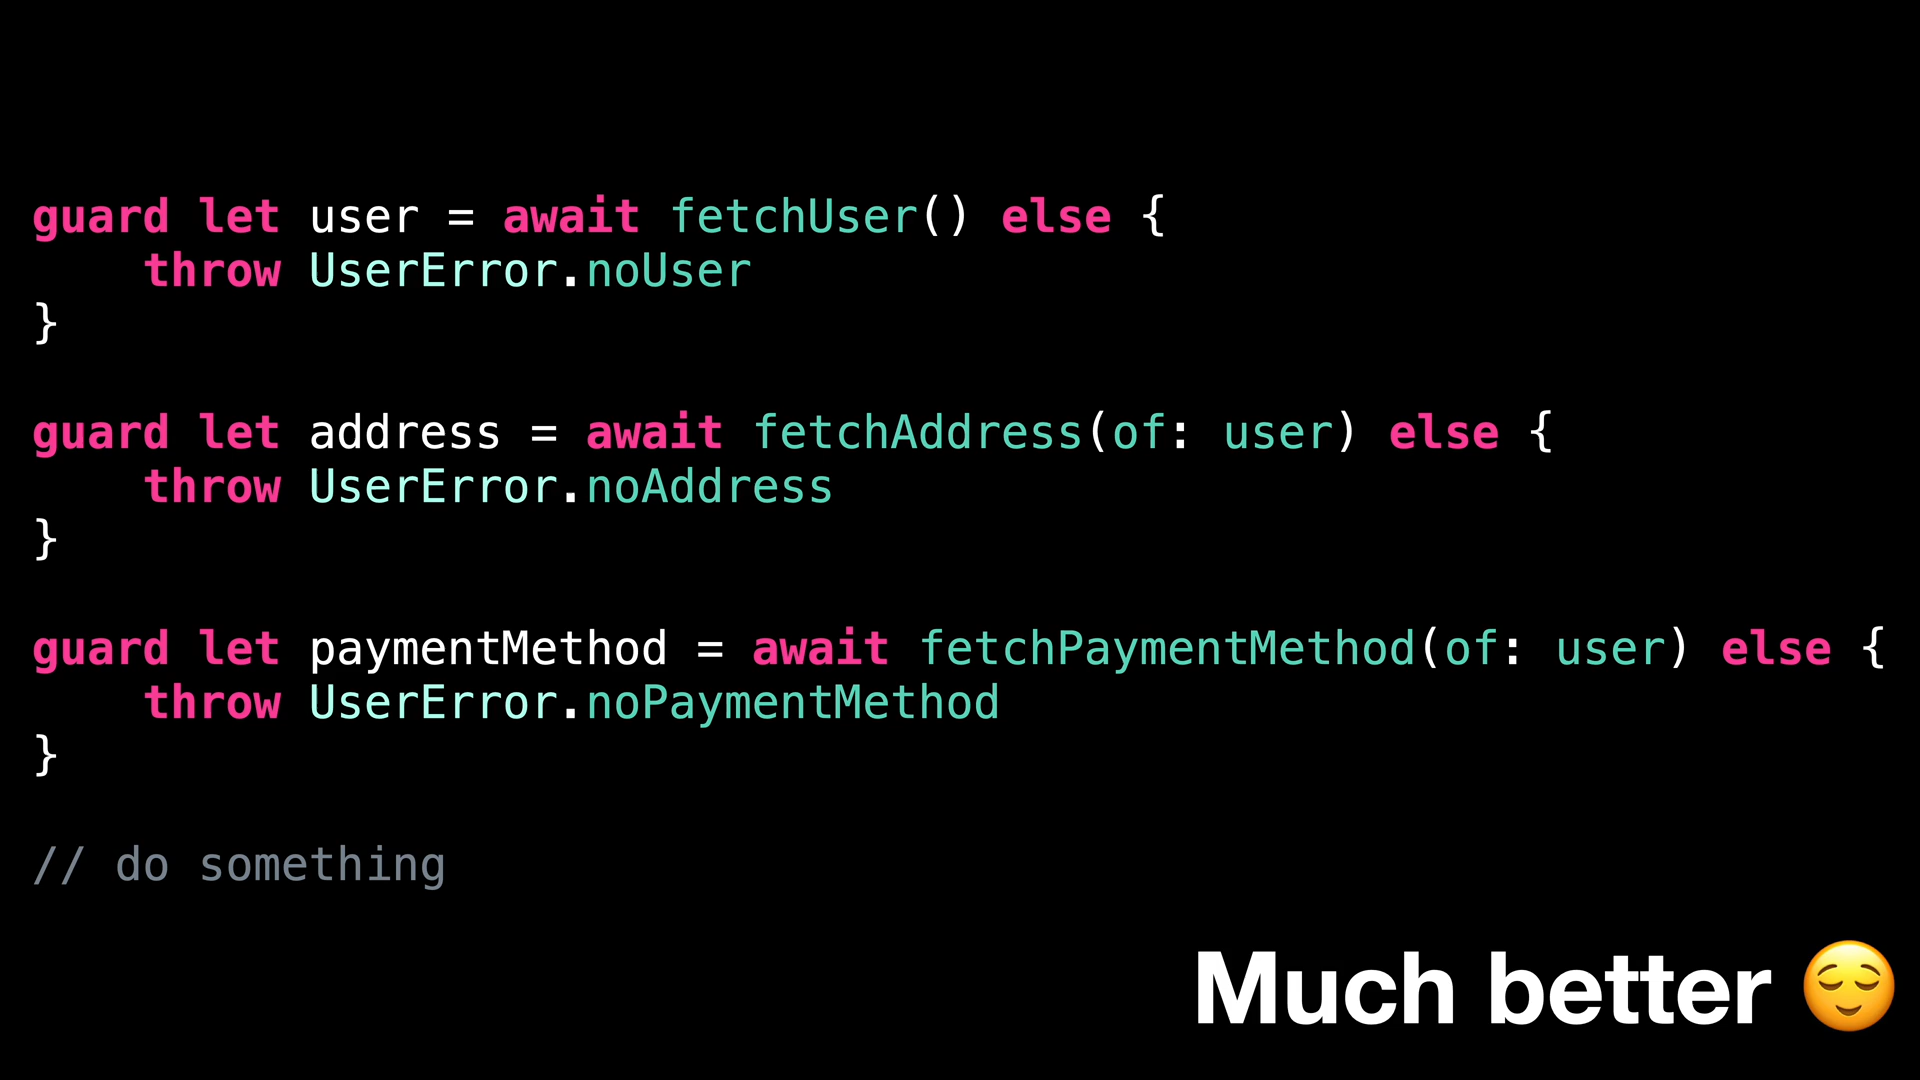 guard let user = await fetchUser() else {
    throw UserError.noUser
}
guard let address = await fetchAddress(of: user) else {
    throw UserError.noAddress
}
guard let paymentMethod = await fetchPaymentMethod(of: user) else {
    throw UserError.noPaymentMethod
}
// do something
Much better 😌